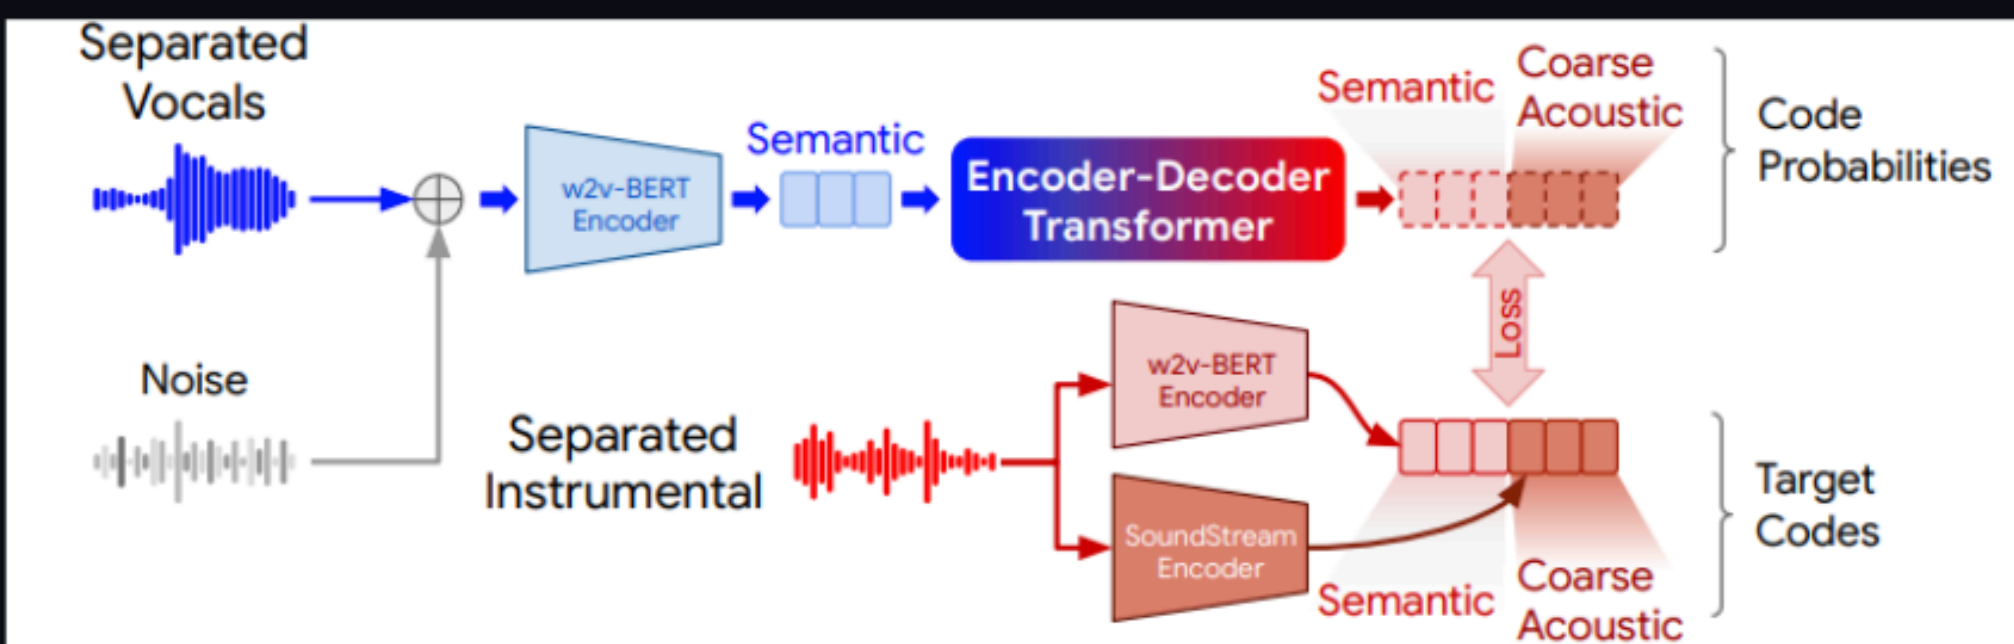 Separated
Vocals
w2v-BERT
Encoder
Semantic
Encoder-Decoder
Transformer
Semantic
Coarse
Acoustic
Code
Probabilities
Loss
Noise
Separated
Instrumental
w2v-BERT
Encoder
SoundStream
Encoder
Semantic
Coarse
Acoustic
Target
Codes